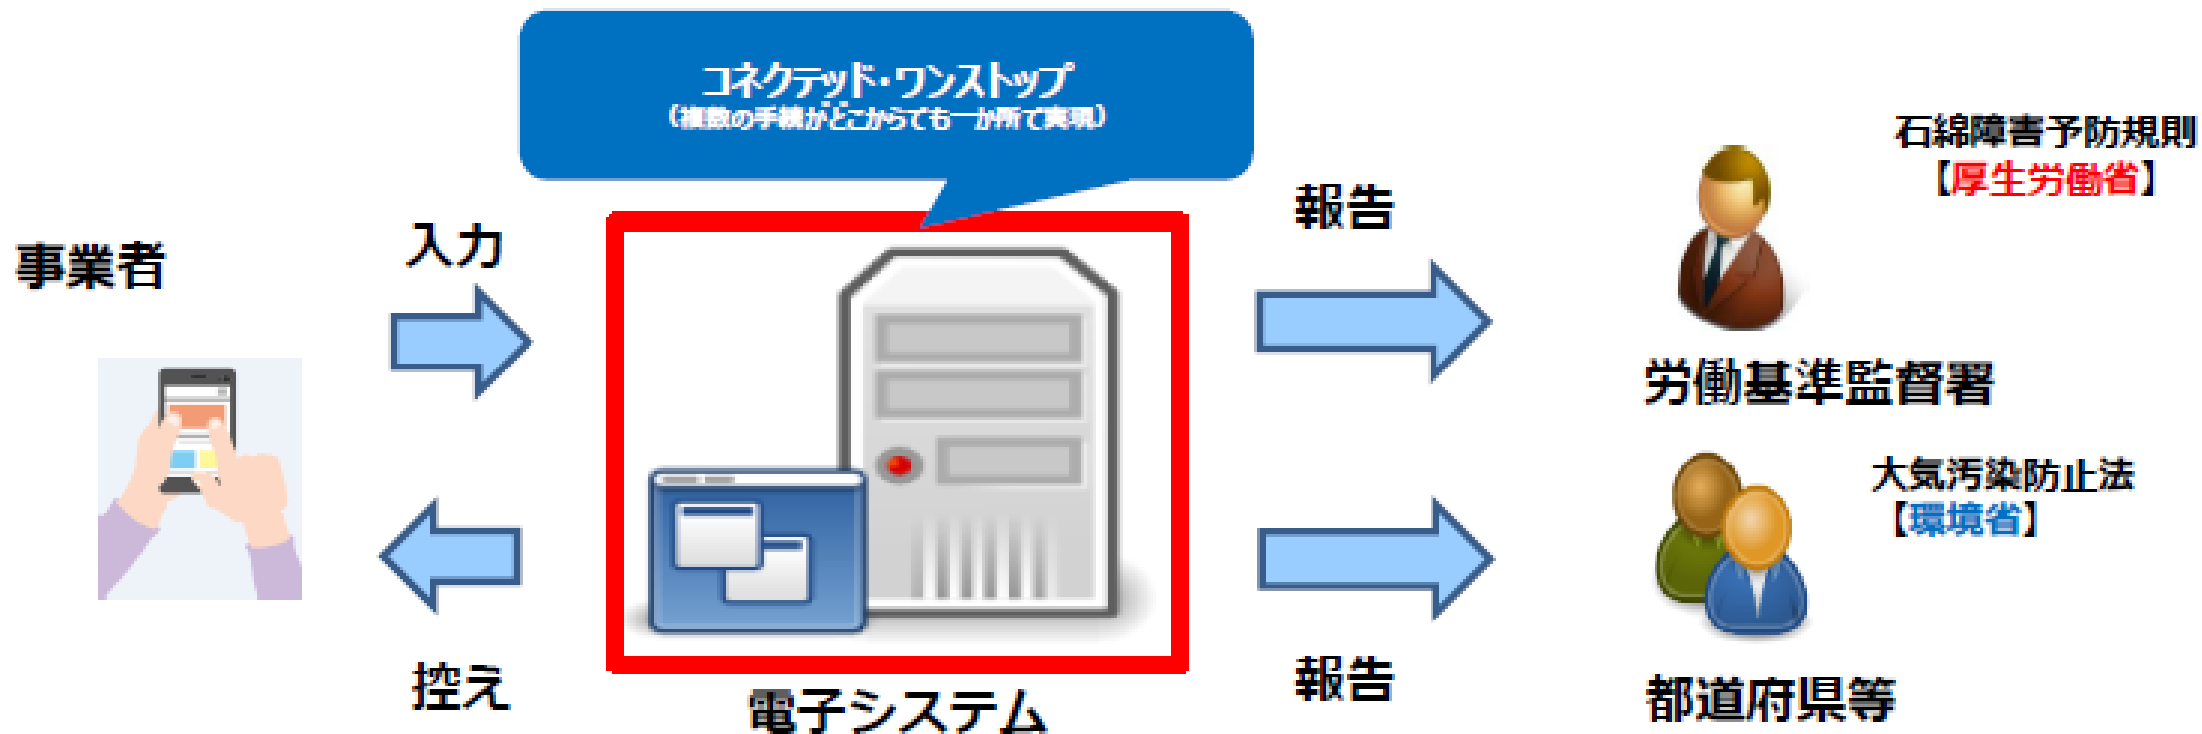 コネクテッド・ワンストップ
（複数の手続がどこからでも一か所で実現）
事業者
入力
控え
電子システム
報告
報告
石綿障害予防規則
【厚生労働省】
労働基準監督署
大気汚染防止法
【環境省】
都道府県等